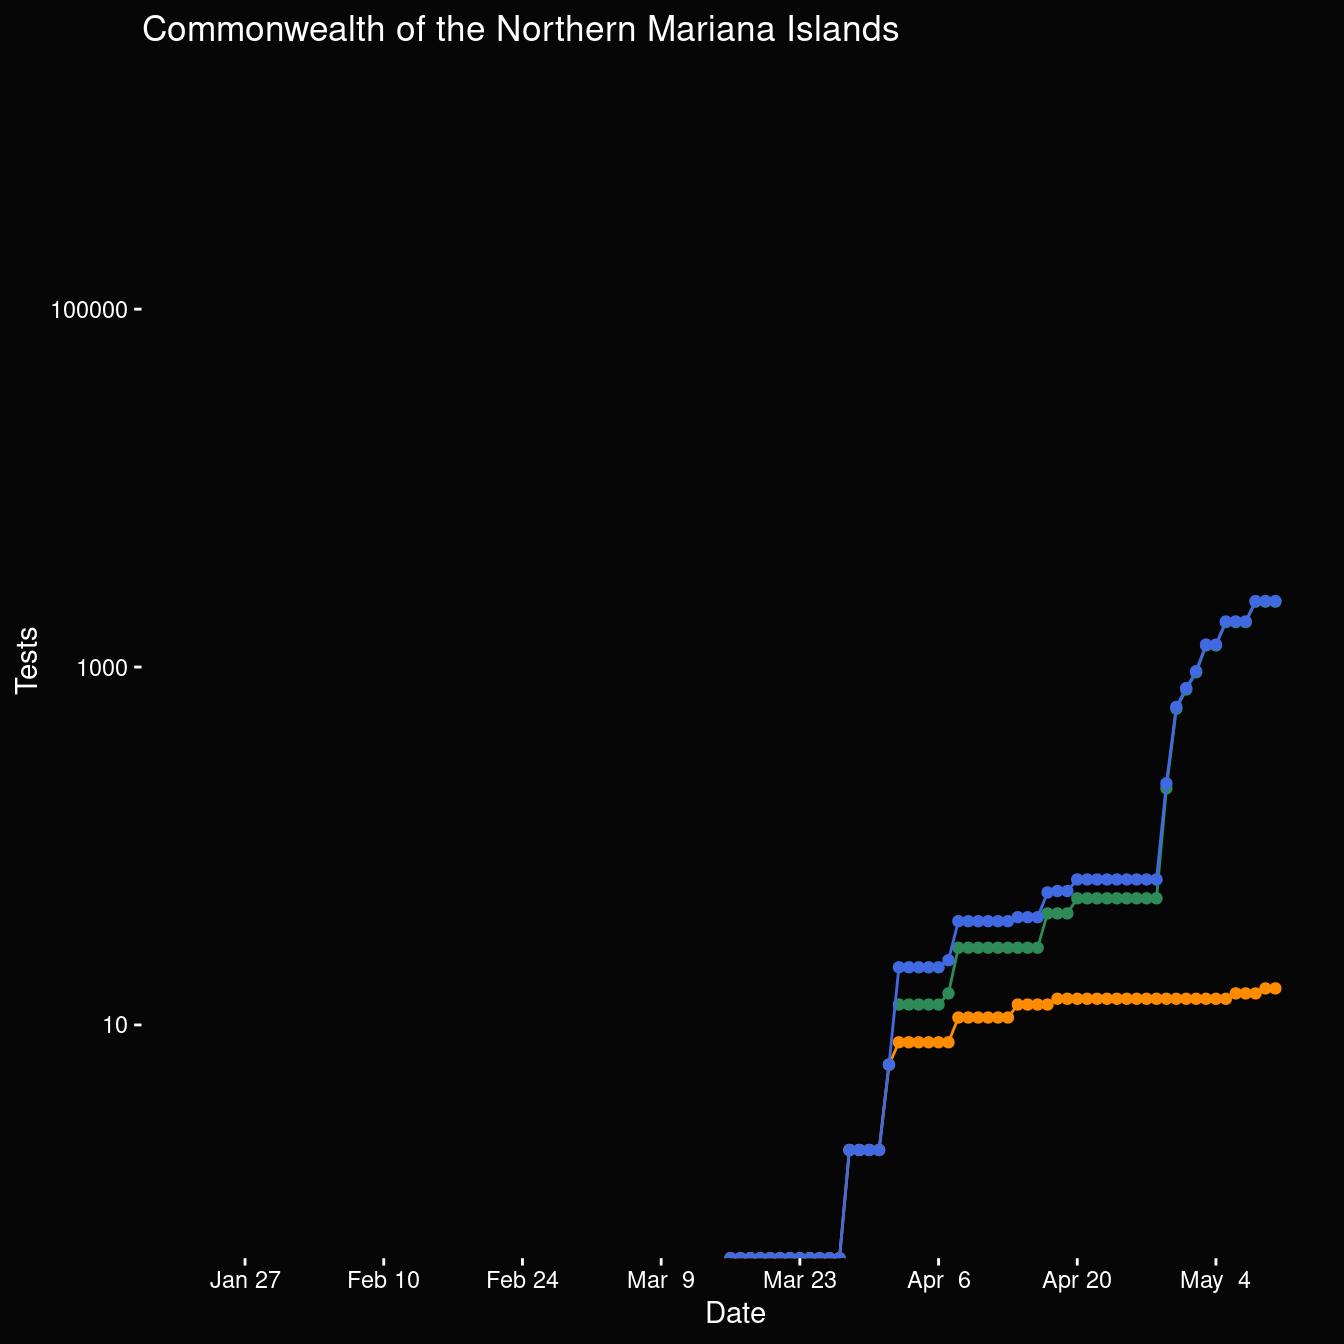 Commonwealth of the Northern Mariana Islands
100000
1000
10
Tests
Jan 27 Feb 10 Feb 24 Mar 9 Mar 23 Apr 6 Apr 20 May 4
Date